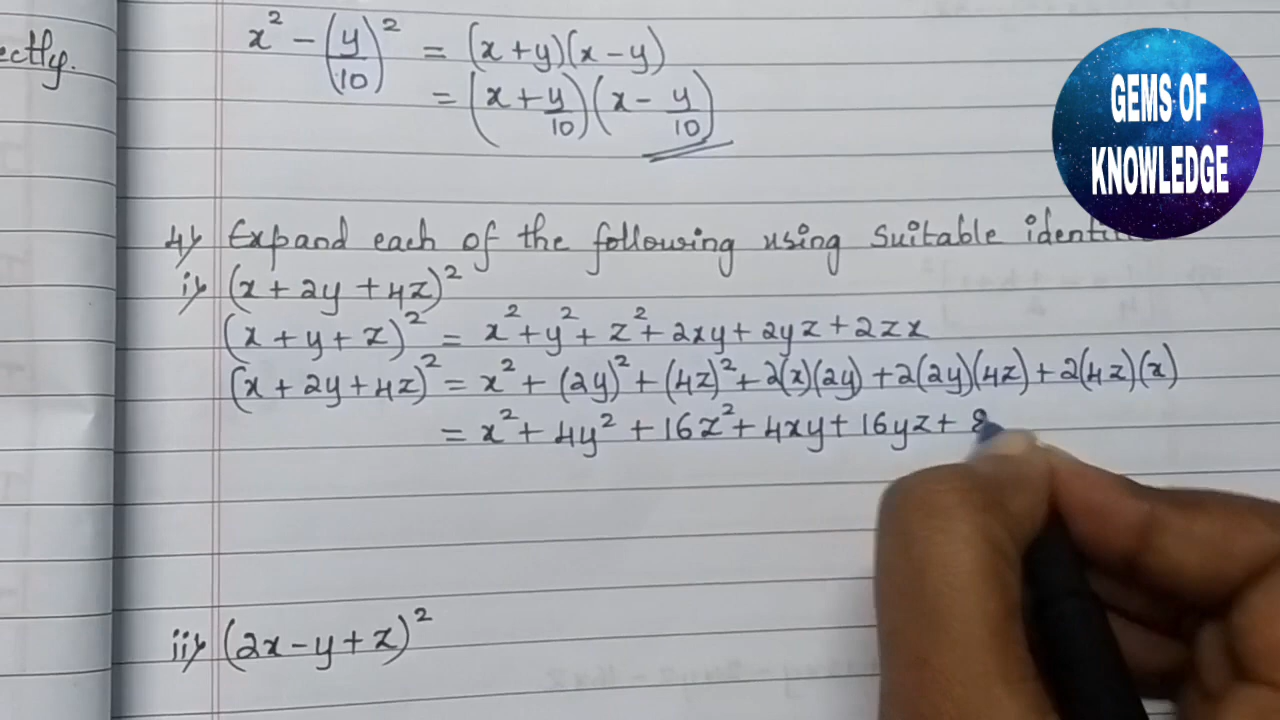 ectly.
x² - (y/10)² = (x+y)(x-y)
= (x+y/10)(x-y/10)
GEMS OF
KNOWLEDGE
4) Expand each of the following using suitable
i) (x+2y+4z)²
(x+y+z)² = x²+y²+z²+2xy+2yz+2zx
(x+2y+4z)² = x²+(2y)²+(4z)²+2(x)(2y)+2(2y)(4z)+2(4z)(x)
= x²+4y²+16z²+4xy+16yz+8
ii) (2x-y+z)²